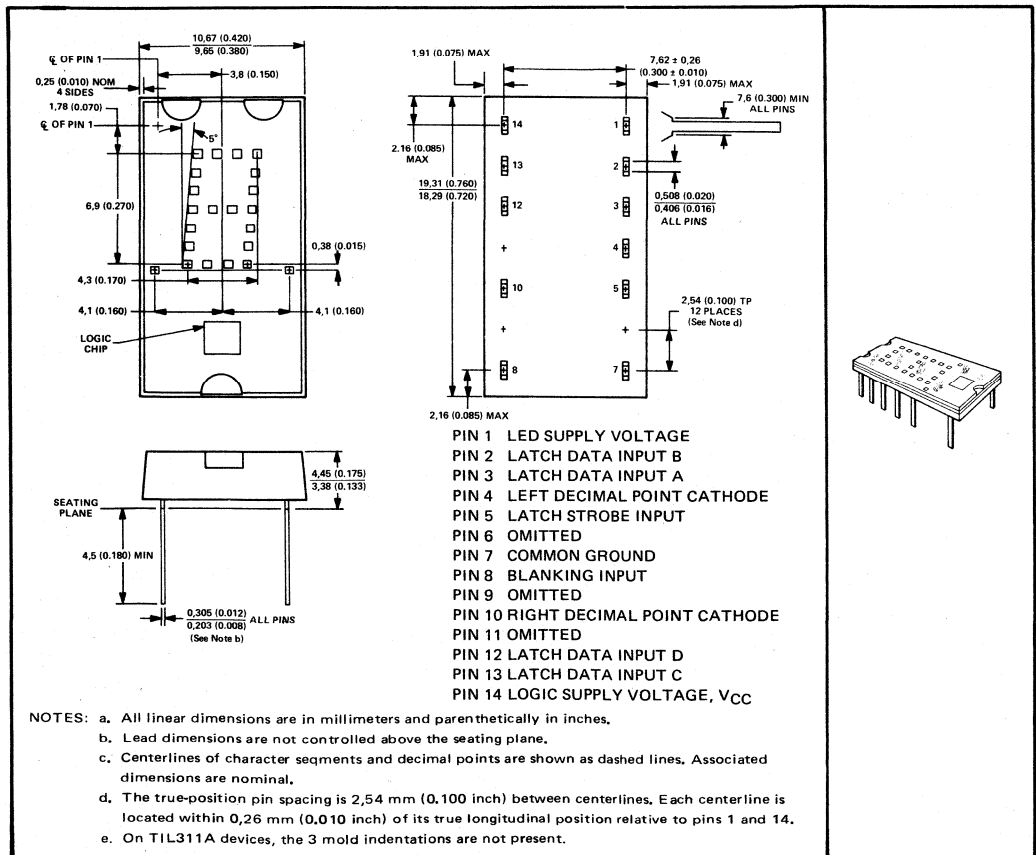 10,67 (0.420)
9,65 (0.380)
℄ OF PIN 1
3,8 (0.150)
0,25 (0.010) NOM
4 SIDES
1,78 (0.070)
℄ OF PIN 1
5°
6,9 (0.270)
0,38 (0.015)
4,3 (0.170)
4,1 (0.160)
4,1 (0.160)
LOGIC
CHIP
1,91 (0.075) MAX
7,62 ± 0,26
(0.300 ± 0.010)
1,91 (0.075) MAX
7,6 (0.300) MIN
ALL PINS
2.16 (0.085)
MAX
19,31 (0.760)
18,29 (0.720)
14
13
12
10
8
1
2
3
4
5
7
0,508 (0.020)
0,406 (0.016)
ALL PINS
2,54 (0.100) TP
12 PLACES
(See Note d)
2,16 (0.085) MAX
4,45 (0.175)
3,38 (0.133)
SEATING
PLANE
4,5 (0.180) MIN
0,305 (0.012)
0,203 (0.008)
ALL PINS
(See Note b)
PIN 1 LED SUPPLY VOLTAGE
PIN 2 LATCH DATA INPUT B
PIN 3 LATCH DATA INPUT A
PIN 4 LEFT DECIMAL POINT CATHODE
PIN 5 LATCH STROBE INPUT
PIN 6 OMITTED
PIN 7 COMMON GROUND
PIN 8 BLANKING INPUT
PIN 9 OMITTED
PIN 10 RIGHT DECIMAL POINT CATHODE
PIN 11 OMITTED
PIN 12 LATCH DATA INPUT D
PIN 13 LATCH DATA INPUT C
PIN 14 LOGIC SUPPLY VOLTAGE, VCC
NOTES: a. All linear dimensions are in millimeters and parenthetically in inches.
b. Lead dimensions are not controlled above the seating plane.
c. Centerlines of character seqments and decimal points are shown as dashed lines. Associated
dimensions are nominal.
d. The true-position pin spacing is 2,54 mm (0.100 inch) between centerlines. Each centerline is
located within 0,26 mm (0.010 inch) of its true longitudinal position relative to pins 1 and 14.
e. On TIL311A devices, the 3 mold indentations are not present.